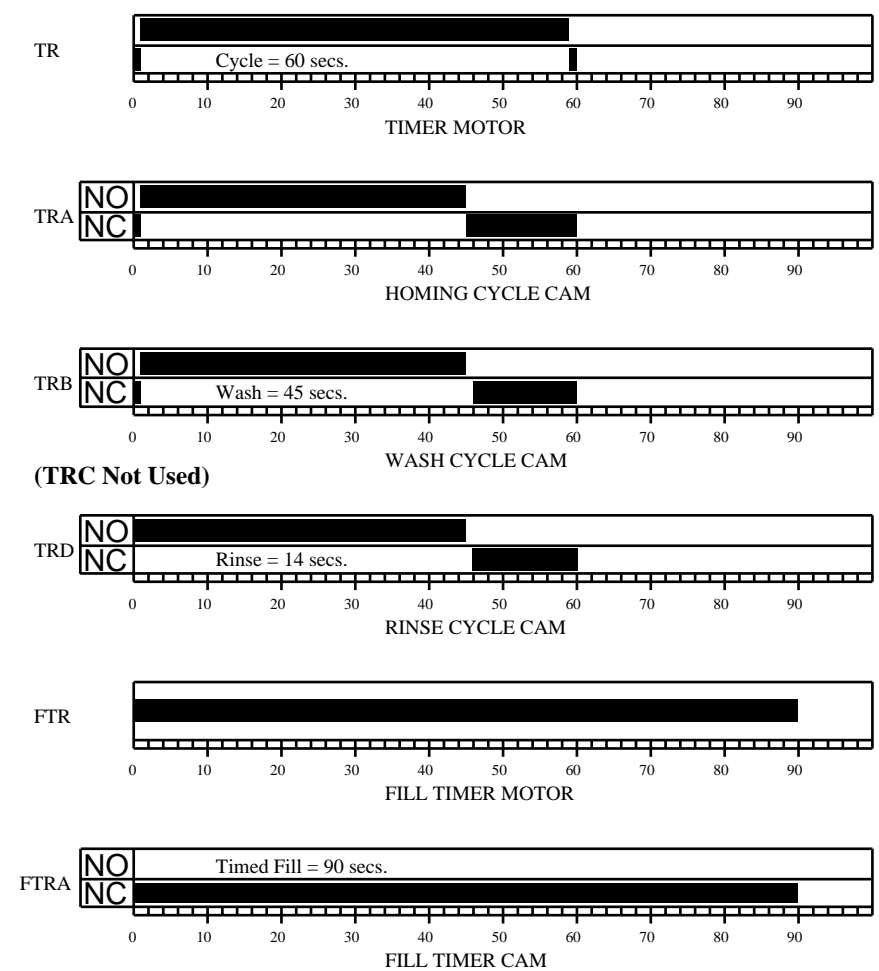 TR
Cycle = 60 secs.
0 10 20 30 40 50 60 70 80 90
TIMER MOTOR
TRA
NO
NC
0 10 20 30 40 50 60 70 80 90
HOMING CYCLE CAM
TRB
NO
NC
Wash = 45 secs.
0 10 20 30 40 50 60 70 80 90
WASH CYCLE CAM
(TRC Not Used)
TRD
NO
NC
Rinse = 14 secs.
0 10 20 30 40 50 60 70 80 90
RINSE CYCLE CAM
FTR
0 10 20 30 40 50 60 70 80 90
FILL TIMER MOTOR
FTRA
NO
Timed Fill = 90 secs.
NC
0 10 20 30 40 50 60 70 80 90
FILL TIMER CAM